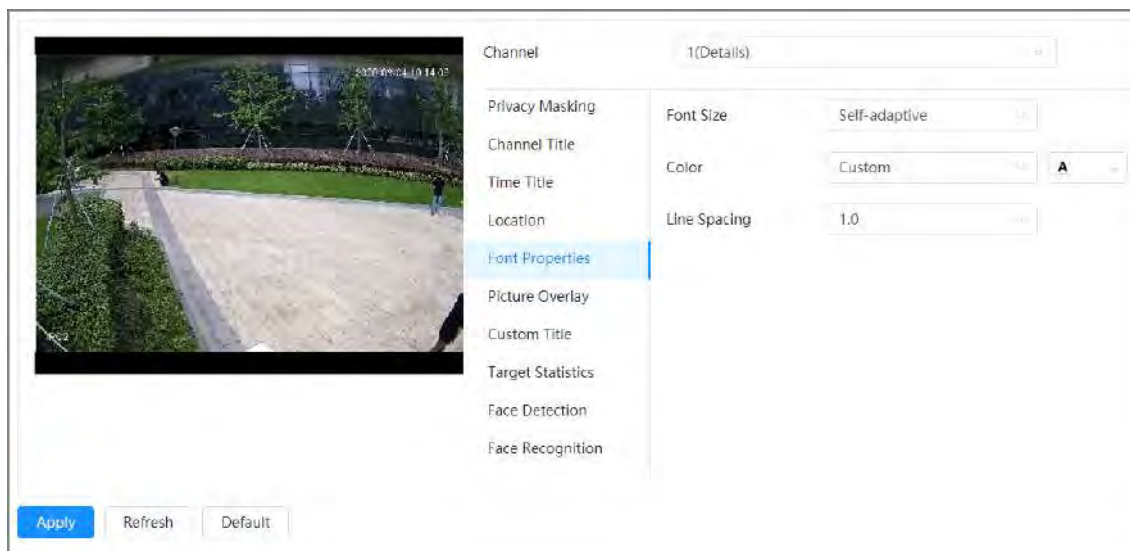 Channel
1(Details)
Privacy Masking
Channel Title
Time Title
Location
Font Properties
Picture Overlay
Custom Title
Target Statistics
Face Detection
Face Recognition
Font Size
Self-adaptive
Color
Custom
A
Line Spacing
1.0
Apply
Refresh
Default